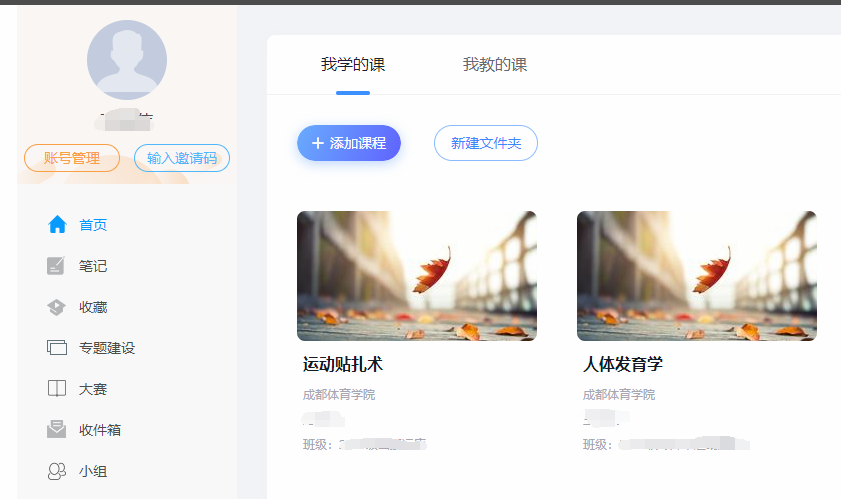 账号管理
输入邀请码
首页
笔记
收藏
专题建设
大赛
收件箱
小组
我学的课
我教的课
+ 添加课程
新建文件夹
运动贴扎术
成都体育学院
班级：
人体发育学
成都体育学院
班级：